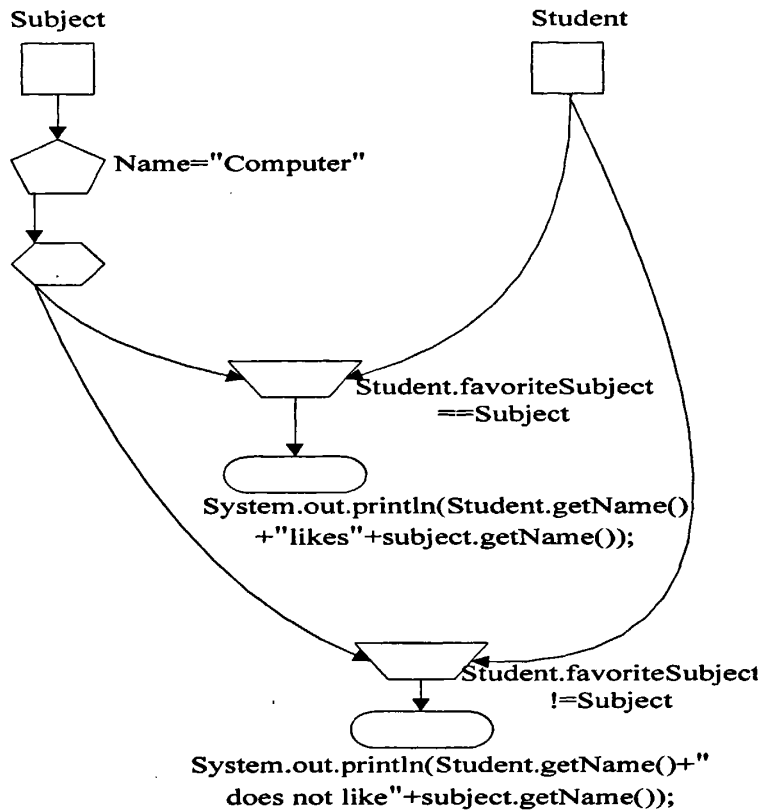 Subject
Student
Name="Computer"
Student.favoriteSubject
==Subject
System.out.println(Student.getName()
+"likes"+subject.getName());
Student.favoriteSubject
!=Subject
System.out.println(Student.getName()+"
does not like"+subject.getName());